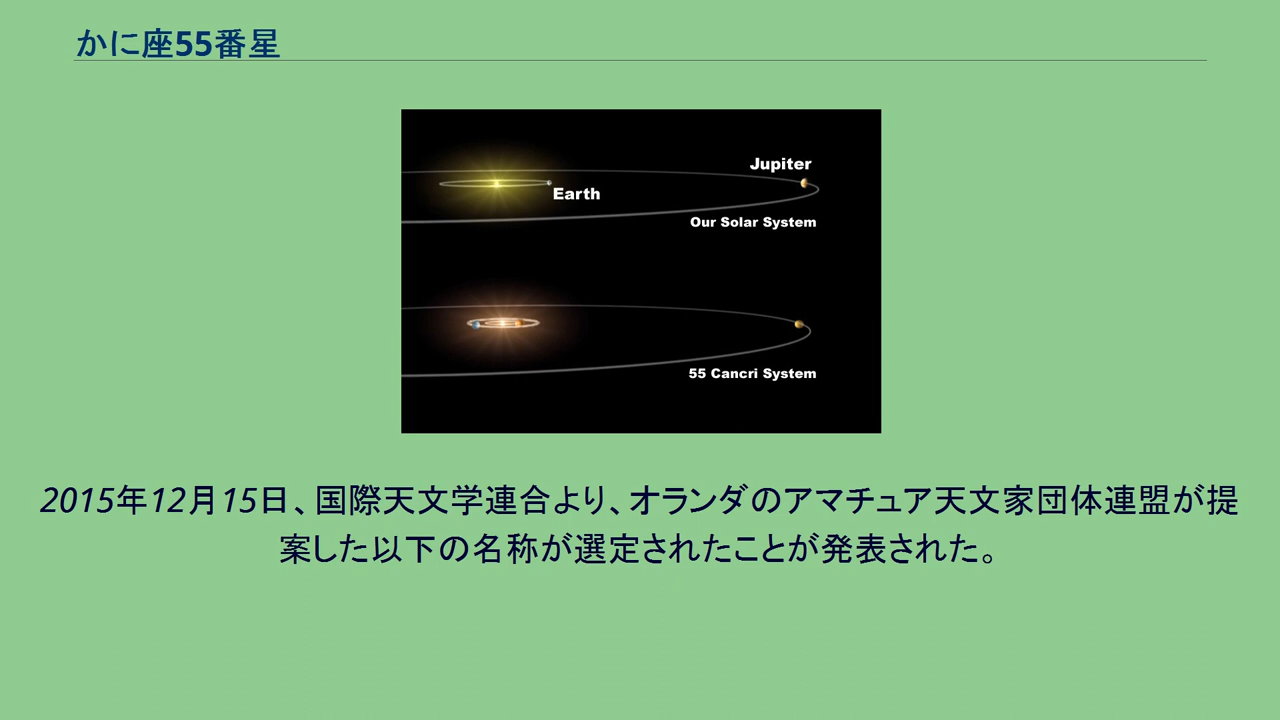 かに座55番星
Jupiter
Earth
Our Solar System
55 Cancri System
2015年12月15日、国際天文学連合より、オランダのアマチュア天文家団体連盟が提
案した以下の名称が選定されたことが発表された。